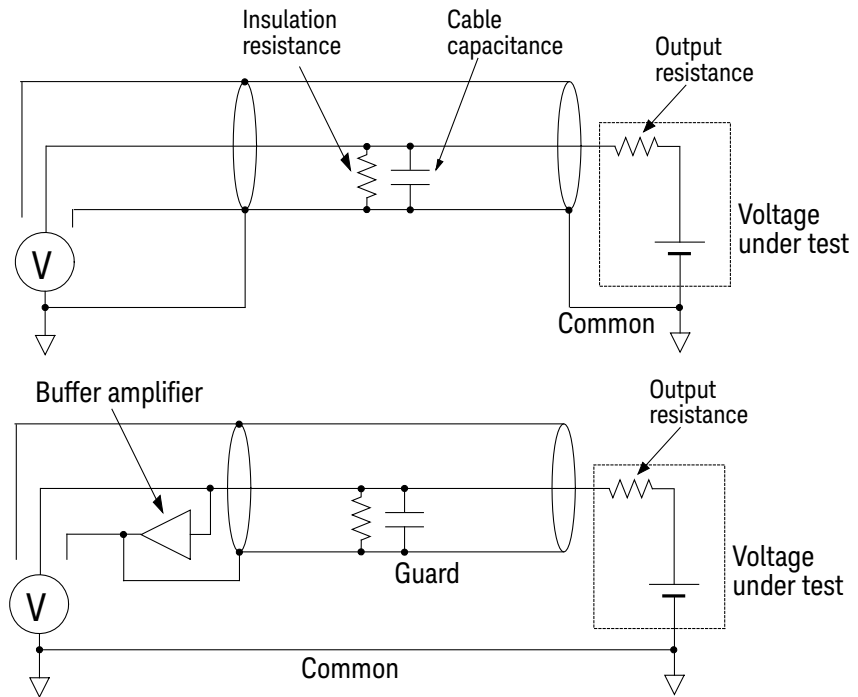 Insulation
resistance
Cable
capacitance
Output
resistance
V
Voltage
under test
Common
Buffer amplifier
Output
resistance
Guard
V
Voltage
under test
Common